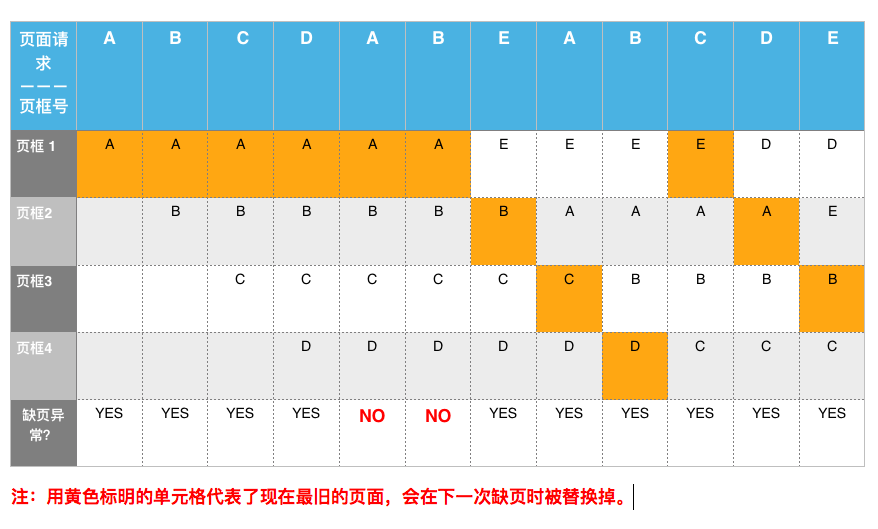 页面请求 A B C D A B E A B C D E
———
页框号
页框 1 A A A A A A E E E E D D
页框2 B B B B B B A A A A E
页框3 C C C C C C B B B B
页框4 D D D D D D C C C
缺页异常? YES YES YES YES NO NO YES YES YES YES YES YES
注：用黄色标明的单元格代表了现在最旧的页面，会在下一次缺页时被替换掉。